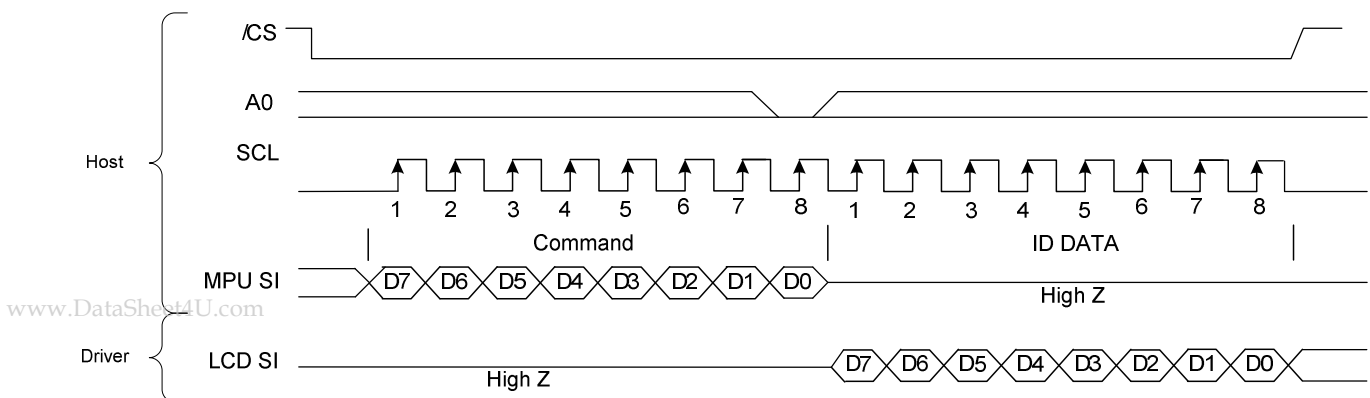 /CS
A0
SCL
Host
1 2 3 4 5 6 7 8 1 2 3 4 5 6 7 8
Command ID DATA
MPU SI D7 D6 D5 D4 D3 D2 D1 D0
High Z
www.DataSheet4U.com
Driver LCD SI D7 D6 D5 D4 D3 D2 D1 D0
High Z